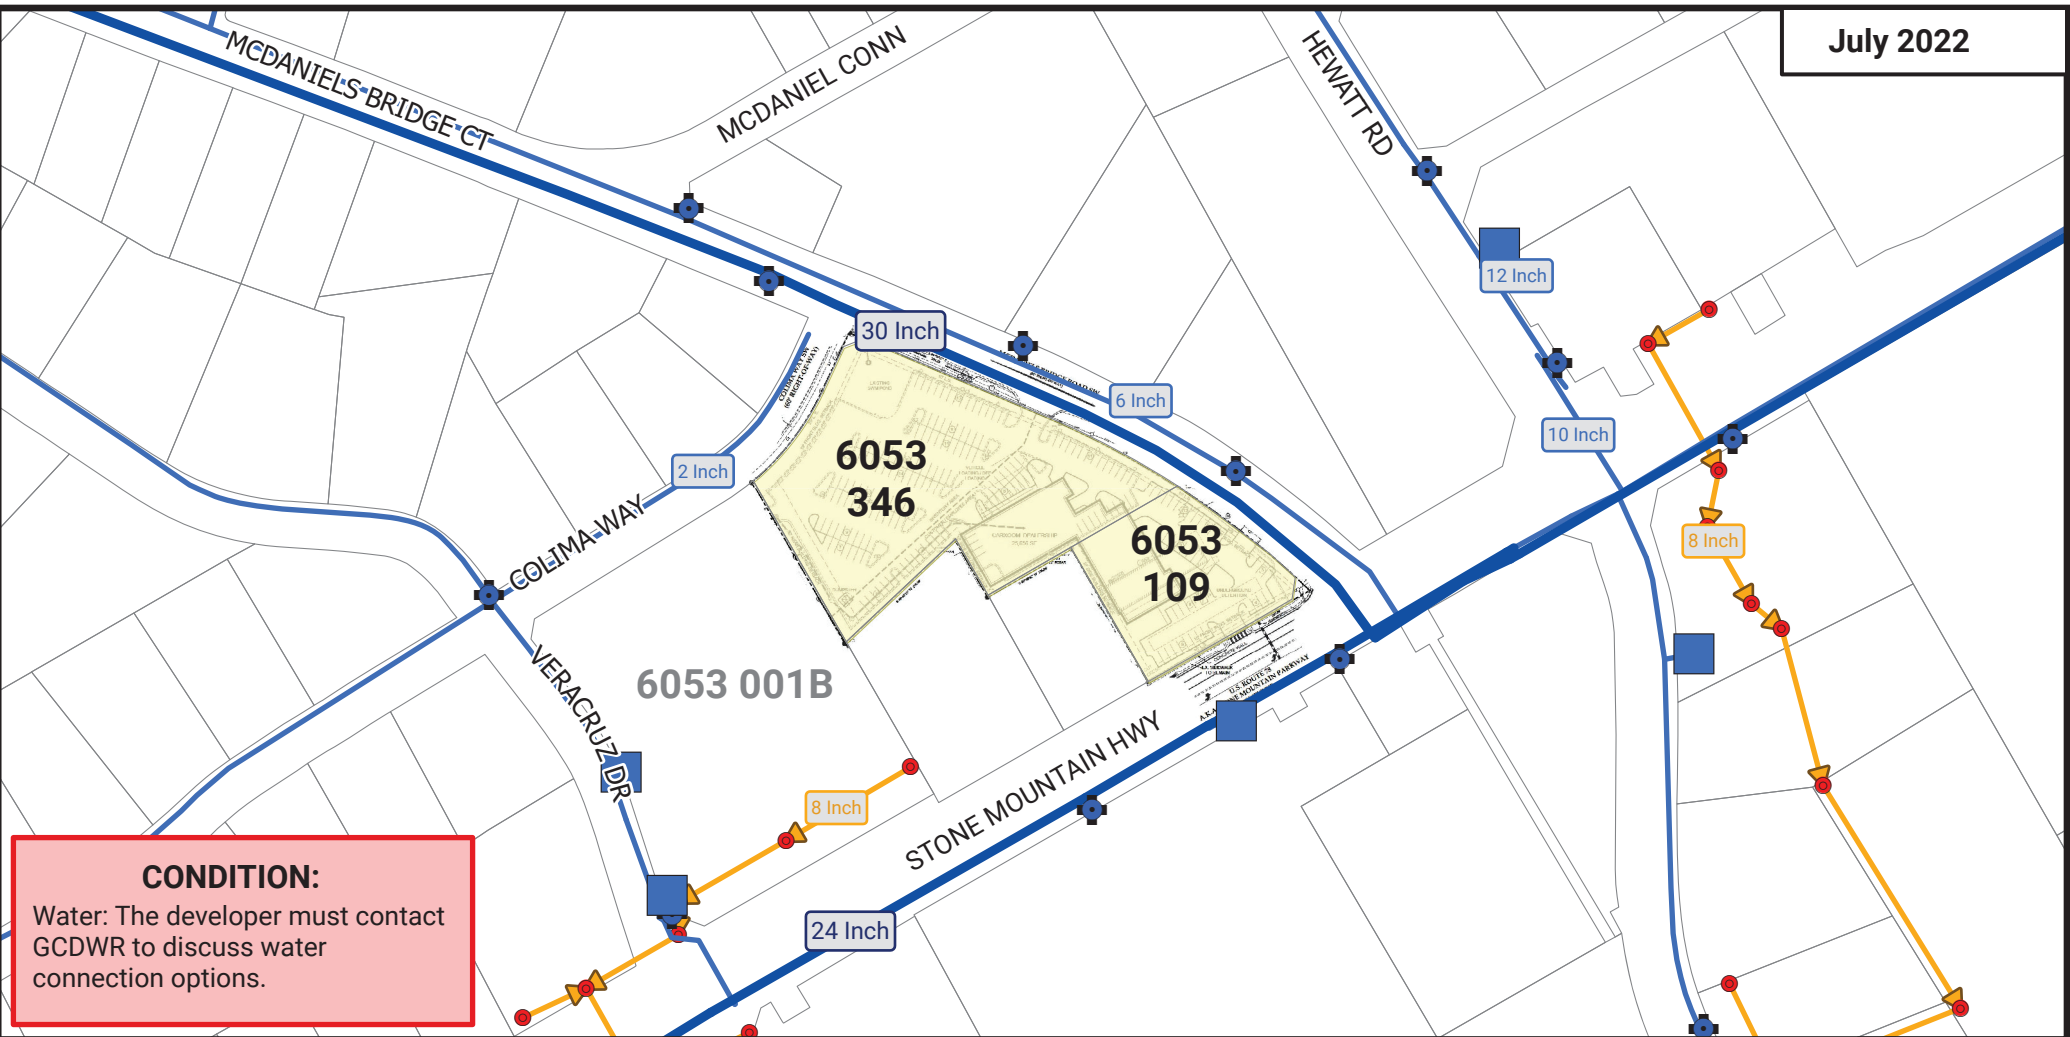 July 2022
MCDANIELS BRIDGE CT
MCDANIEL CONN
HEWATT RD
12 Inch
30 Inch
6 Inch
10 Inch
2 Inch
6053
346
6053
109
8 Inch
COLIMA WAY
VERACRUZ DR
6053 001B
U.S. ROUTE 78
STONE MOUNTAIN HWY
8 Inch
24 Inch
CONDITION:
Water: The developer must contact
GCDWR to discuss water
connection options.